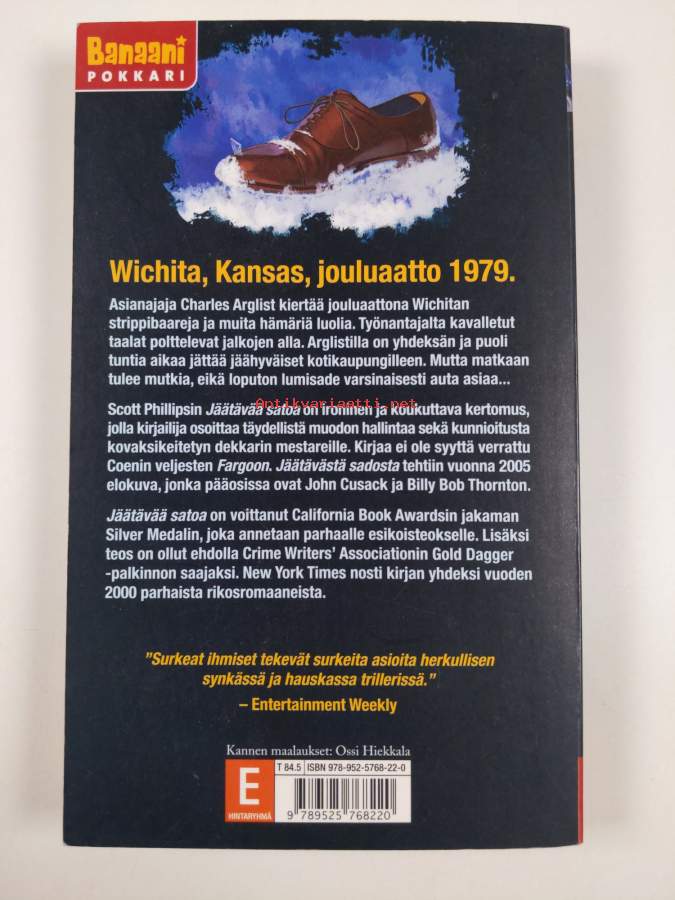 Banaani
POKKARI
Wichita, Kansas, jouluaatto 1979.
Asianajaja Charles Arglist kiertää jouluaattona Wichitan
strippibaareja ja muita hämäriä luolia. Työnantajalta kavalletut
taalat polttelevat jalkojen alla. Arglistilla on yhdeksän ja puoli
tuntia aikaa jättää jäähyväiset kotikaupungilleen. Mutta matkaan
tulee mutkia, eikä loputon lumisade varsinaisesti auta asiaa...
Antikvariaatti.net
Scott Phillipsin Jäätävää satoa on ironinen ja koukuttava kertomus,
jolla kirjailija osoittaa täydellistä muodon hallintaa sekä kunnioitusta
kovaksikeitetyn dekkarin mestareille. Kirjaa ei ole syyttä verrattu
Coenin veljesten Fargoon. Jäätävästä sadosta tehtiin vuonna 2005
elokuva, jonka pääosissa ovat John Cusack ja Billy Bob Thornton.
Jäätävää satoa on voittanut California Book Awardsin jakaman
Silver Medalin, joka annetaan parhaalle esikoisteokselle. Lisäksi
teos on ollut ehdolla Crime Writers' Associationin Gold Dagger
-palkinnon saajaksi. New York Times nosti kirjan yhdeksi vuoden
2000 parhaista rikosromaaneista.
”Surkeat ihmiset tekevät surkeita asioita herkullisen
synkässä ja hauskassa trillerissä.”
– Entertainment Weekly
Kannen maalaukset: Ossi Hiekkala
E
HINTARYHMÄ
T 84.5 ISBN 978-952-5768-22-0
9 789525 768220